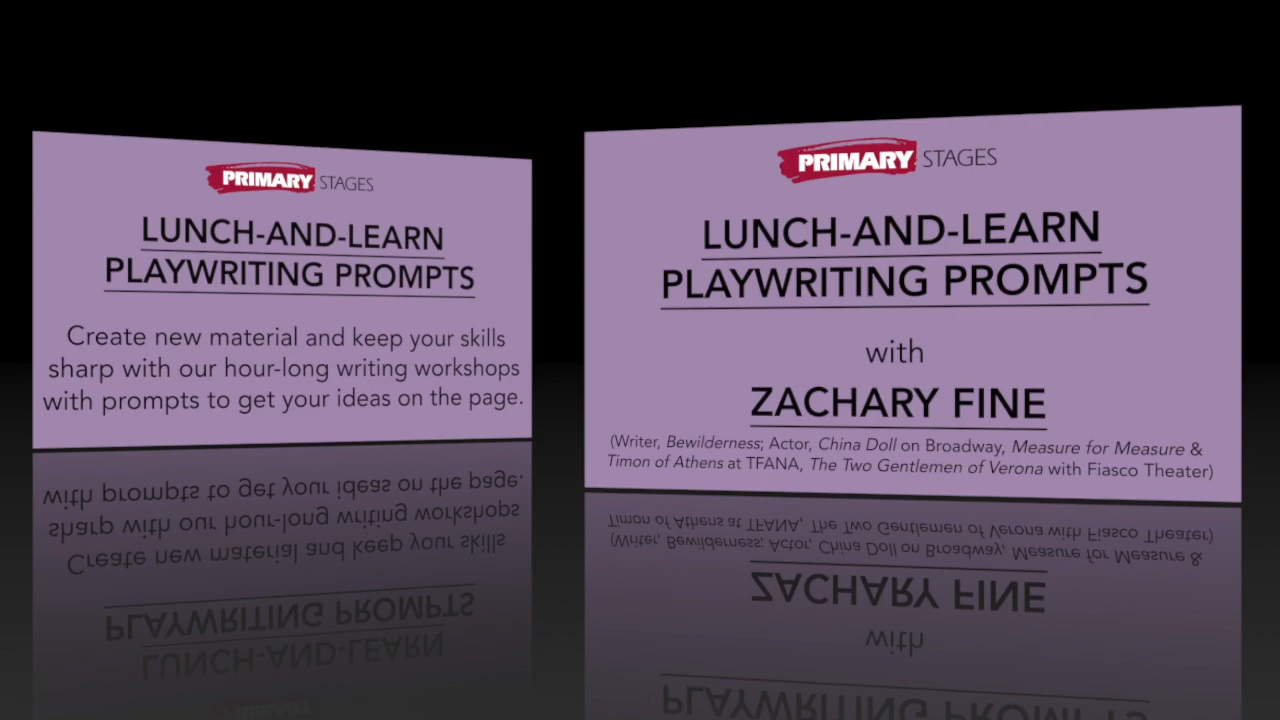 PRIMARY STAGES
LUNCH-AND-LEARN
PLAYWRITING PROMPTS
Create new material and keep your skills
sharp with our hour-long writing workshops
with prompts to get your ideas on the page.
PRIMARY STAGES
LUNCH-AND-LEARN
PLAYWRITING PROMPTS
with
ZACHARY FINE
(Writer, Bewilderness; Actor, China Doll on Broadway, Measure for Measure &
Timon of Athens at TFANA, The Two Gentlemen of Verona with Fiasco Theater)